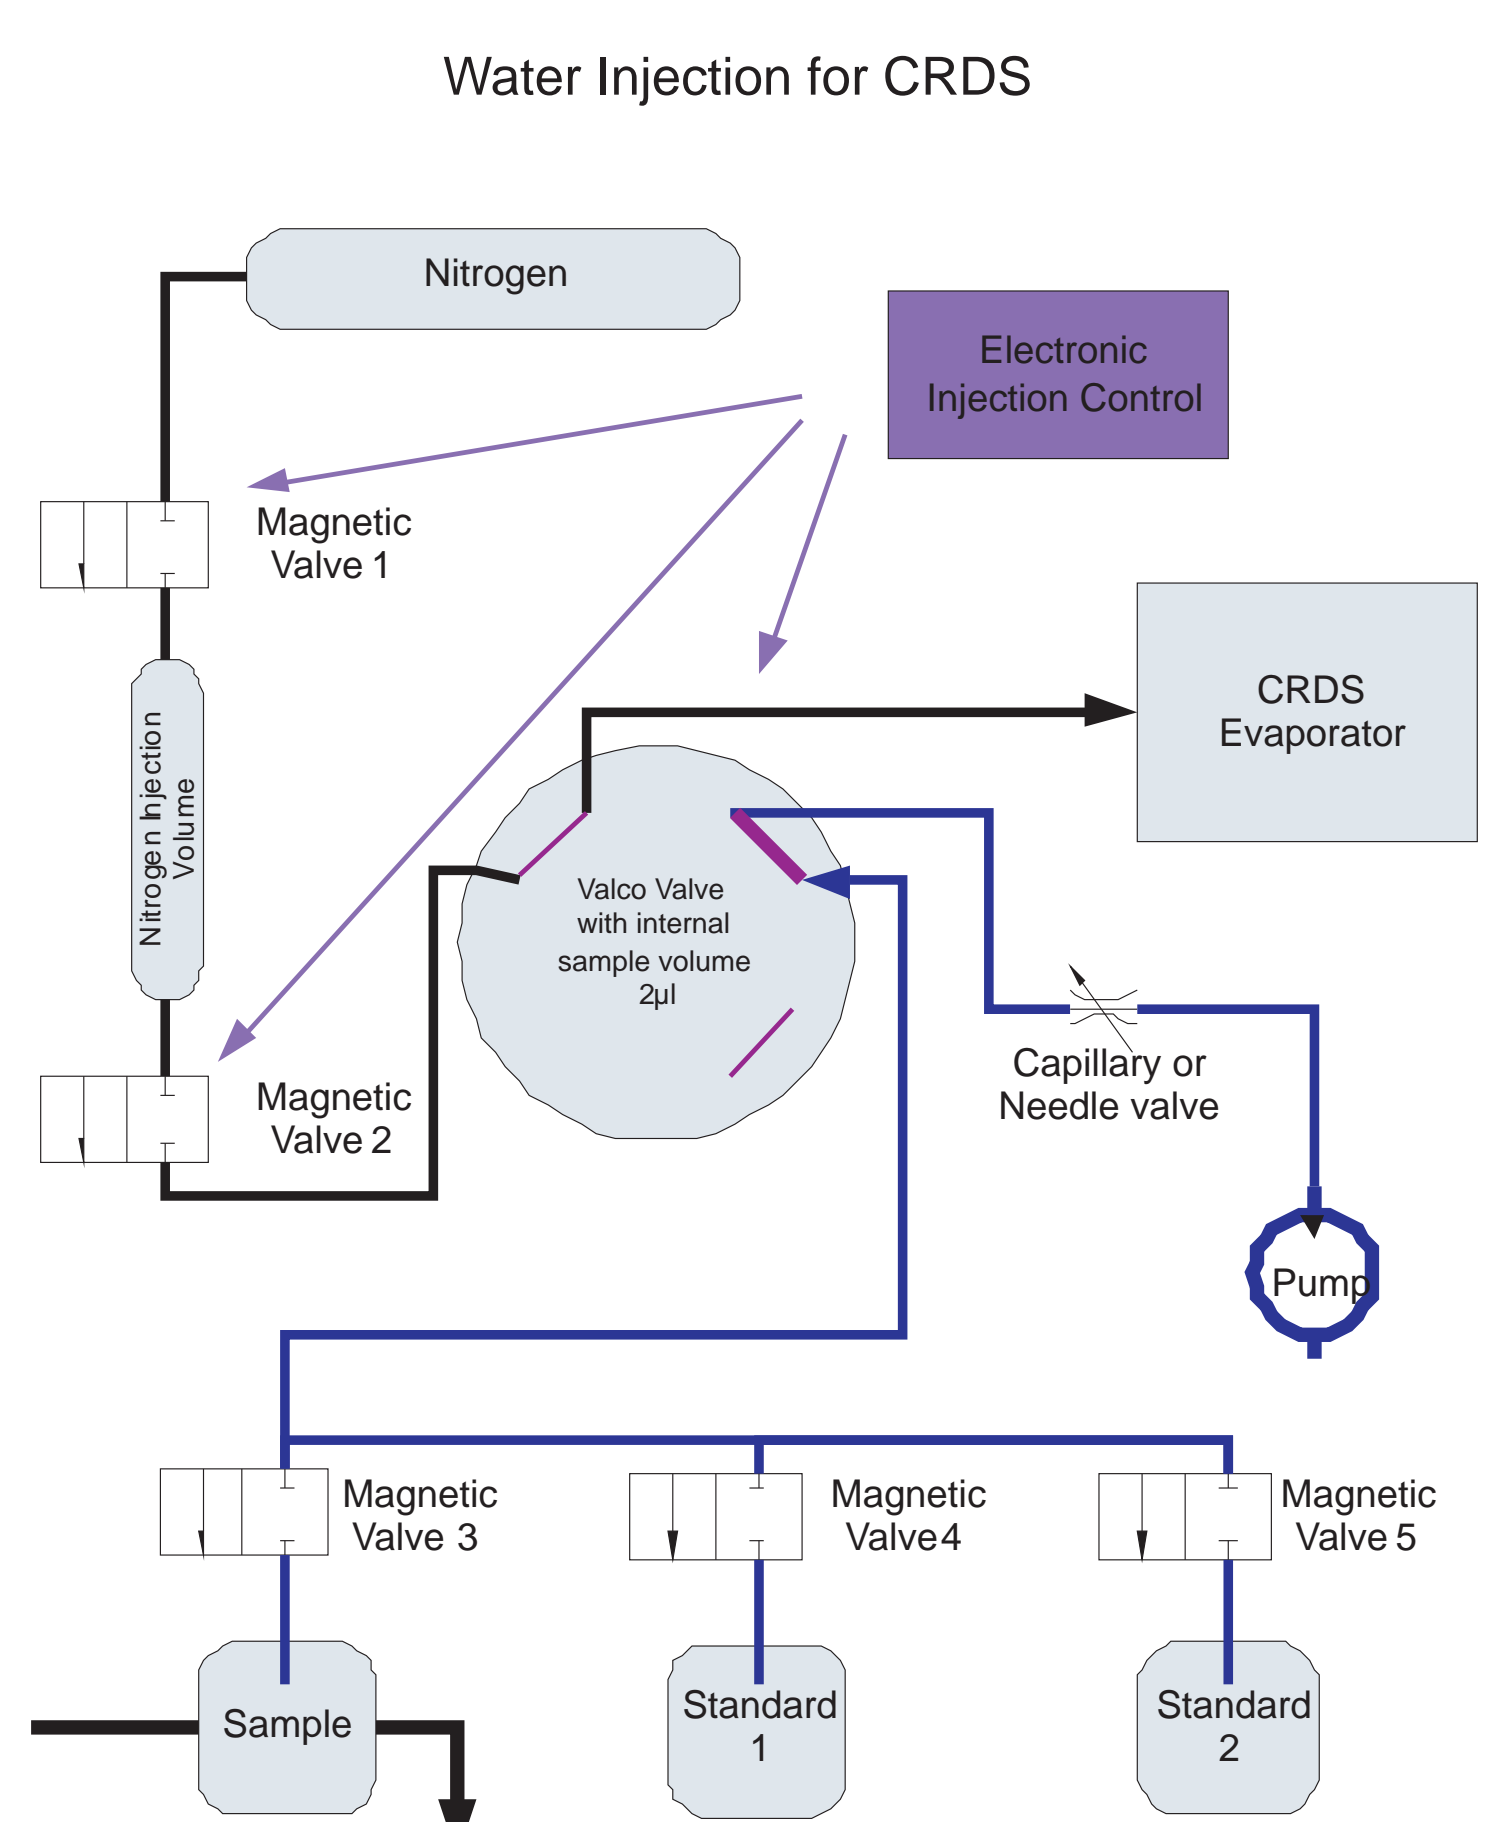 Water Injection for CRDS
Nitrogen
Electronic
Injection Control
Magnetic
Valve 1
CRDS
Evaporator
Nitrogen Injection
Volume
Valco Valve
with internal
sample volume
2µl
Capillary or
Needle valve
Magnetic
Valve 2
Pump
Magnetic
Valve 3
Magnetic
Valve 4
Magnetic
Valve 5
Sample
Standard
1
Standard
2